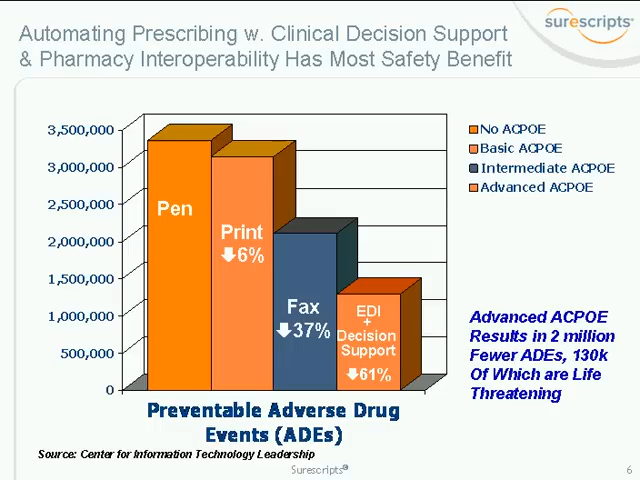 Automating Prescribing w. Clinical Decision Support
& Pharmacy Interoperability Has Most Safety Benefit
surescripts
3,500,000
3,000,000
2,500,000
2,000,000
1,500,000
1,000,000
500,000
0
Pen
Print
6%
Fax
37%
EDI
+
Decision
Support
61%
No ACPOE
Basic ACPOE
Intermediate ACPOE
Advanced ACPOE
Advanced ACPOE
Results in 2 million
Fewer ADEs, 130k
Of Which are Life
Threatening
Preventable Adverse Drug
Events (ADEs)
Source: Center for Information Technology Leadership
Surescripts®
6